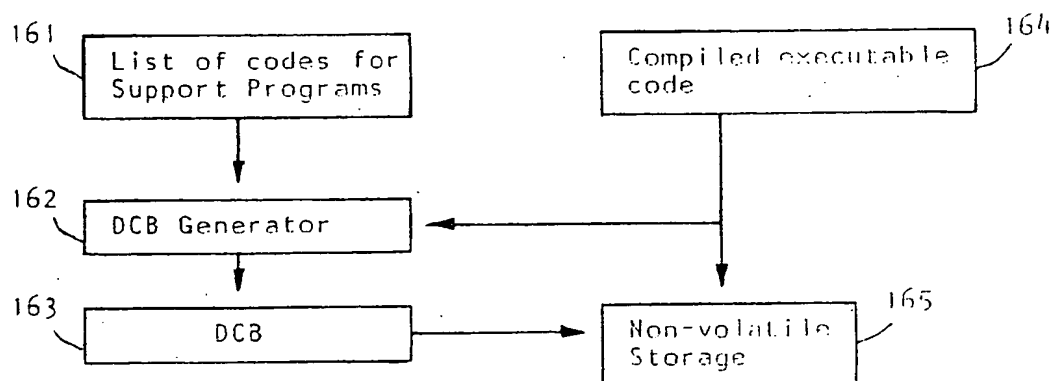 161
List of codes for
Support Programs
164
Compiled executable
code
162
DCB Generator
163
DCB
165
Non-volatile
Storage